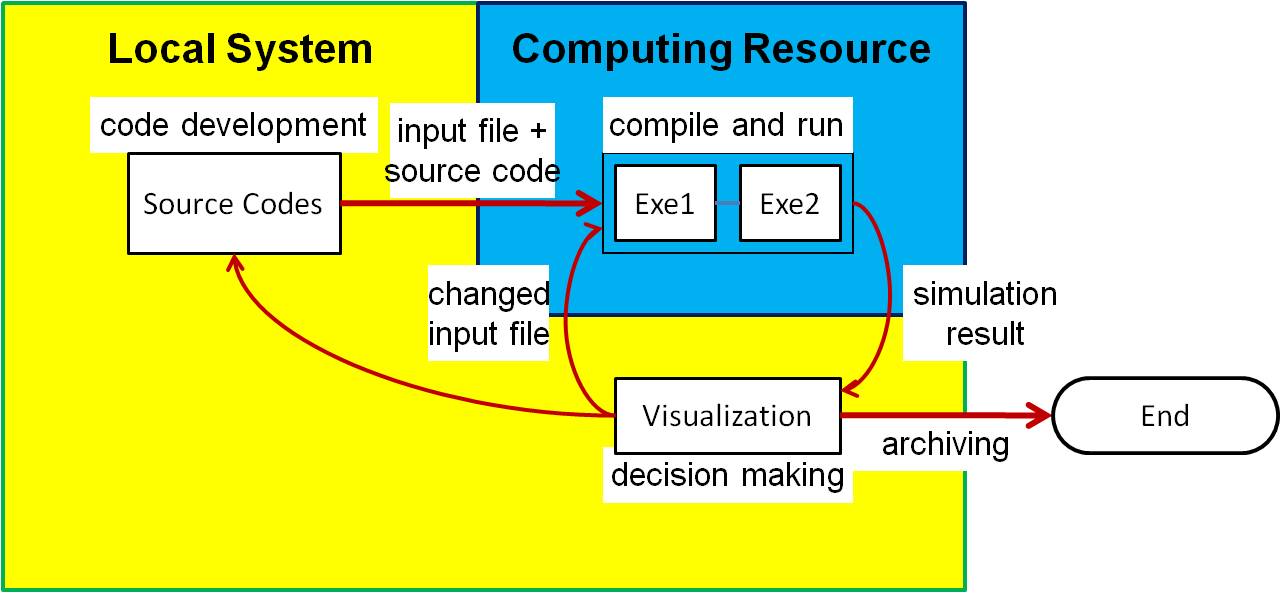 Local System
Computing Resource
code development
input file +
source code
compile and run
Source Codes
Exe1
Exe2
changed
input file
simulation
result
Visualization
End
archiving
decision making